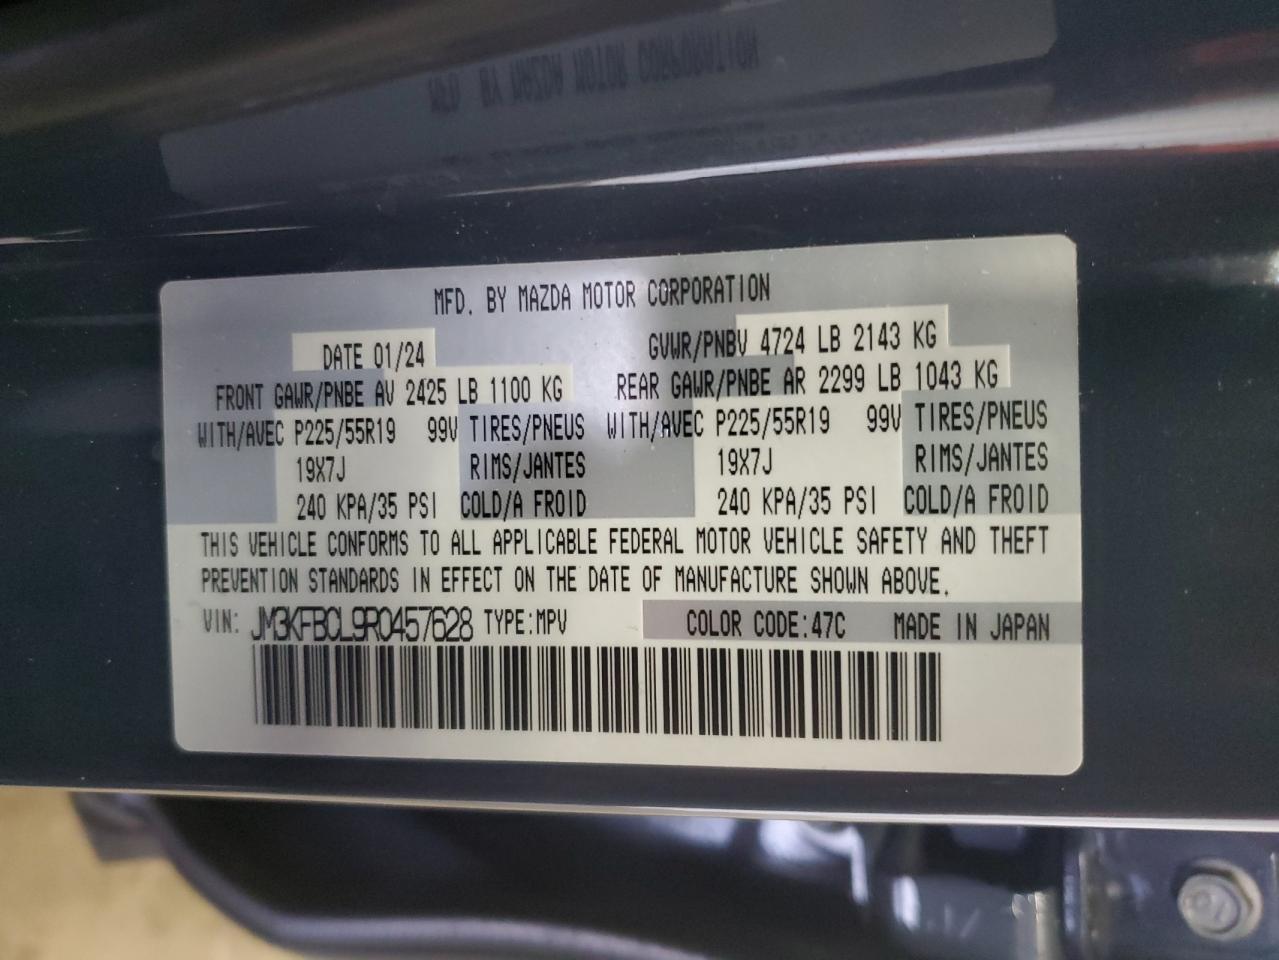 MFD. BY MAZDA MOTOR CORPORATION
DATE 01/24 GVWR/PNBV 4724 LB 2143 KG
FRONT GAWR/PNBE AV 2425 LB 1100 KG REAR GAWR/PNBE AR 2299 LB 1043 KG
WITH/AVEC P225/55R19 99V TIRES/PNEUS WITH/AVEC P225/55R19 99V TIRES/PNEUS
19X7J RIMS/JANTES 19X7J RIMS/JANTES
240 KPA/35 PSI COLD/A FROID 240 KPA/35 PSI COLD/A FROID
THIS VEHICLE CONFORMS TO ALL APPLICABLE FEDERAL MOTOR VEHICLE SAFETY AND THEFT
PREVENTION STANDARDS IN EFFECT ON THE DATE OF MANUFACTURE SHOWN ABOVE.
VIN: JM3KFBCL9R0457628 TYPE:MPV COLOR CODE:47C MADE IN JAPAN